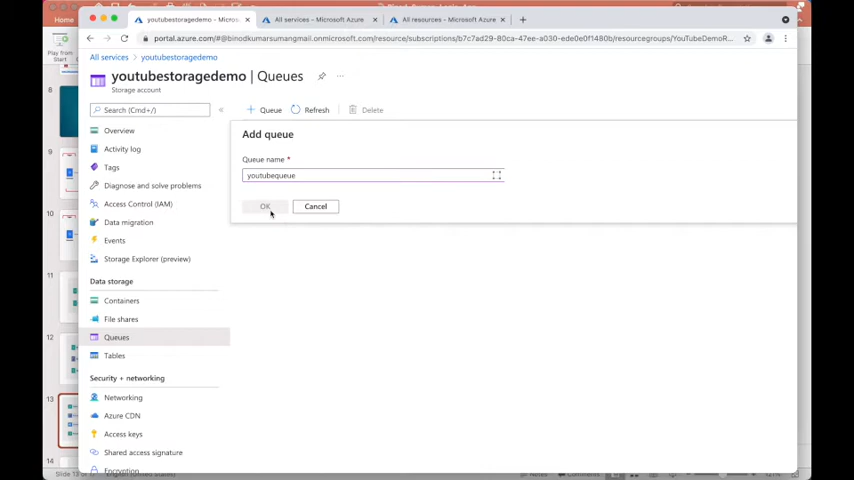 Home
youtubestoragedemo - Microso
All services - Microsoft Azure
All resources - Microsoft Azure
portal.azure.com/#@binodkumarsumangmail.onmicrosoft.com/resource/subscriptions/b7c7ad29-80ca-47ee-a030-ede0e0f1480b/resourcegroups/YouTubeDemoR...
Play from
Start
All services > youtubestoragedemo
youtubestoragedemo | Queues
Storage account
Search (Cmd+/)
Queue
Refresh
Delete
Overview
Activity log
Tags
Diagnose and solve problems
Access Control (IAM)
Data migration
Events
Storage Explorer (preview)
Data storage
Containers
File shares
Queues
Tables
Security + networking
Networking
Azure CDN
Access keys
Shared access signature
Encryption
Add queue
Queue name *
youtubequeue
OK
Cancel
8
9
10
11
12
13
14